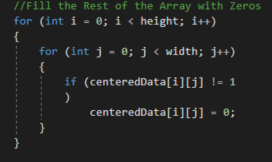 //Fill the Rest of the Array with Zeros
for (int i = 0; i < height; i++)
{
for (int j = 0; j < width; j++)
{
if (centeredData[i][j] != 1
)
centeredData[i][j] = 0;
}
}